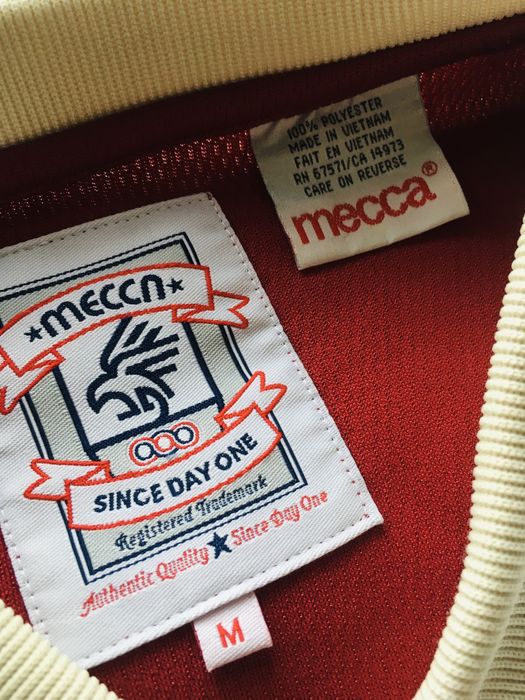 100% POLYESTER
MADE IN VIETNAM
FAIT EN VIETNAM
RN 67571/CA 14973
CARE ON REVERSE
mecca®
★MECCA★
SINCE DAY ONE
Registered Trademark
Authentic Quality ★ Since Day One
M